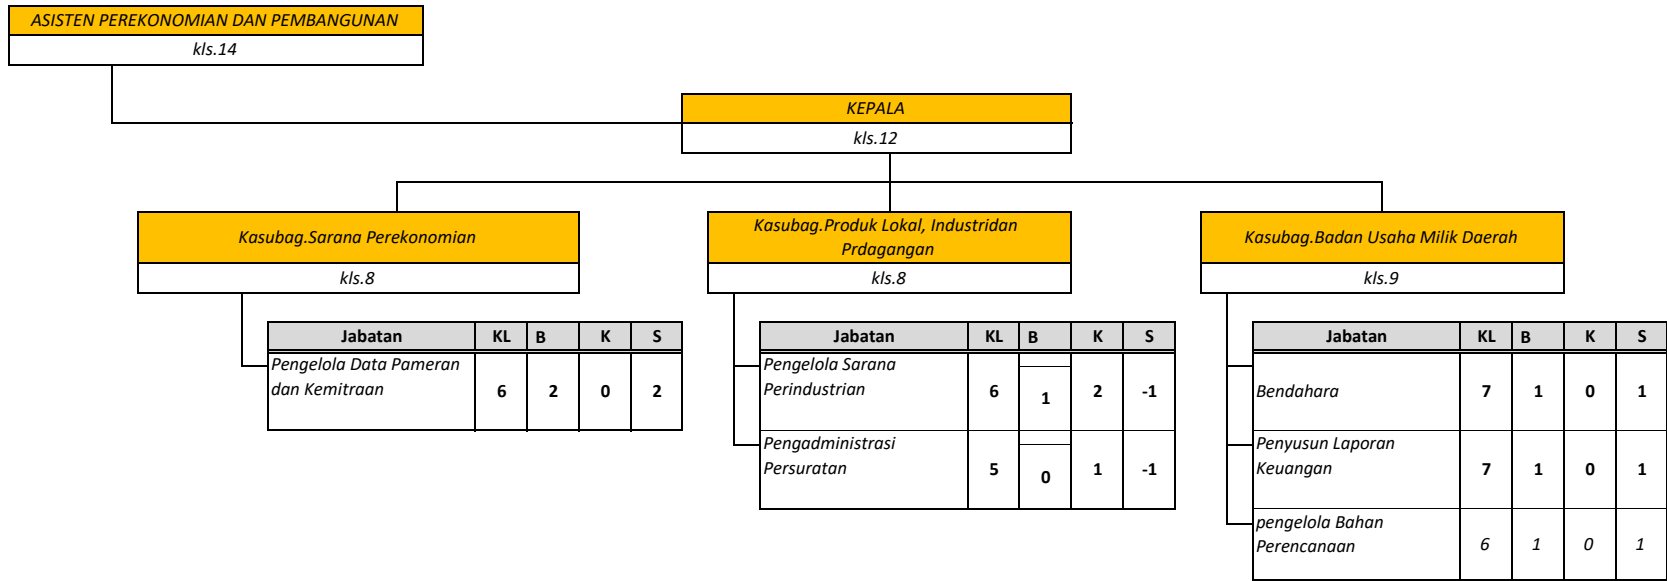 ASISTEN PEREKONOMIAN DAN PEMBANGUNAN
kls.14
KEPALA
kls.12
Kasubag.Sarana Perekonomian
kls.8
Jabatan KL B K S
Pengelola Data Pameran
dan Kemitraan 6 2 0 2
Kasubag.Produk Lokal, Industridan
Prdagangan
kls.8
Jabatan KL B K S
Pengelola Sarana
Perindustrian 6 1 2 -1
Pengadministrasi
Persuratan 5 0 1 -1
Kasubag.Badan Usaha Milik Daerah
kls.9
Jabatan KL B K S
Bendahara 7 1 0 1
Penyusun Laporan
Keuangan 7 1 0 1
pengelola Bahan
Perencanaan 6 1 0 1